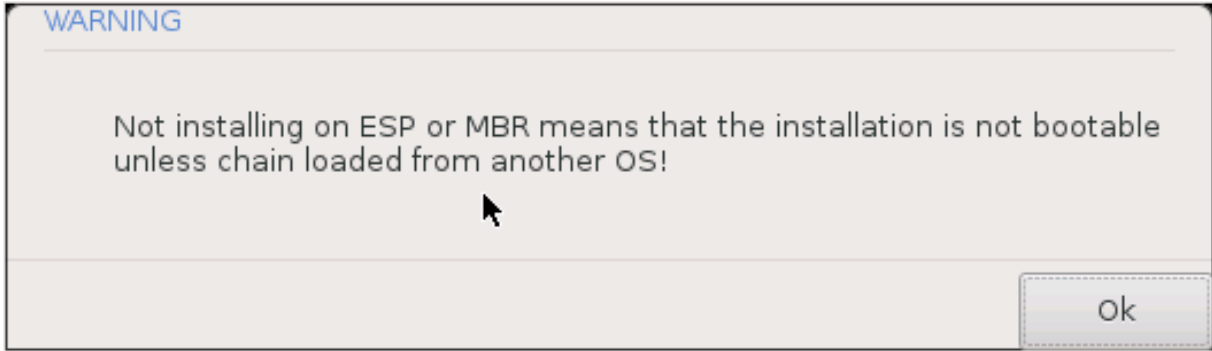 WARNING
Not installing on ESP or MBR means that the installation is not bootable
unless chain loaded from another OS!
Ok